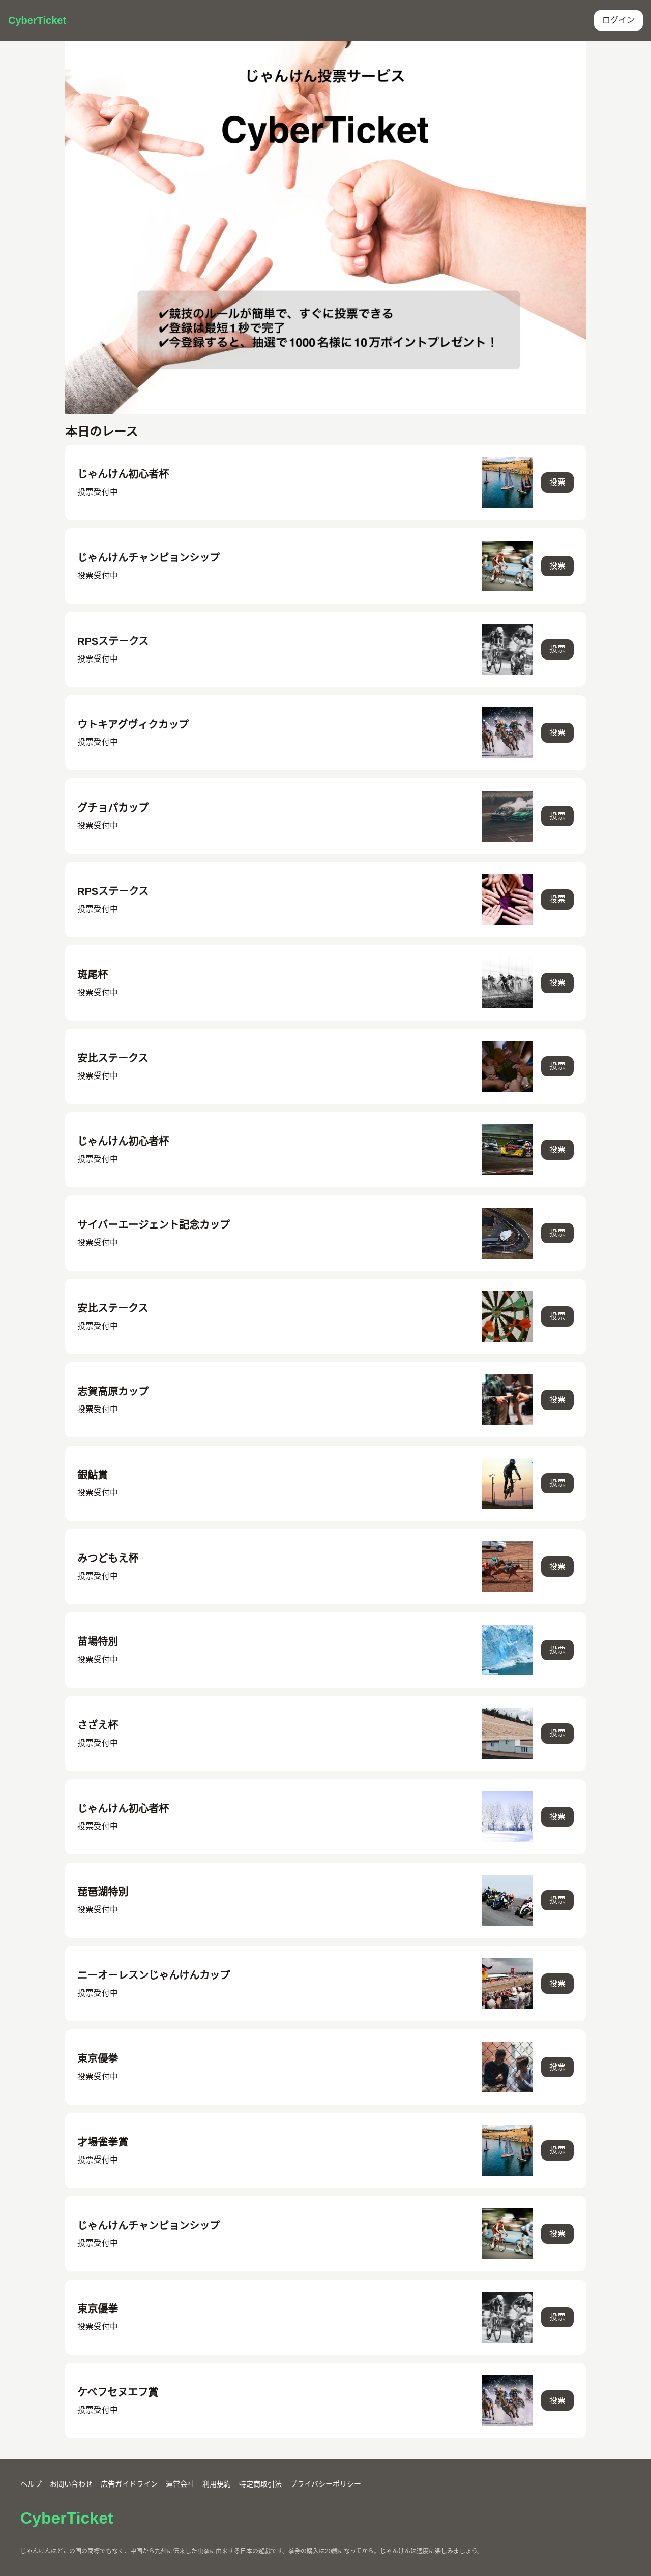 CyberTicket
ログイン
じゃんけん投票サービス
CyberTicket
✔競技のルールが簡単で、すぐに投票できる
✔登録は最短1秒で完了
✔今登録すると、抽選で1000名様に10万ポイントプレゼント！
本日のレース
じゃんけん初心者杯
投票受付中
投票
じゃんけんチャンピョンシップ
投票受付中
投票
RPSステークス
投票受付中
投票
ウトキアグヴィクカップ
投票受付中
投票
グチョパカップ
投票受付中
投票
RPSステークス
投票受付中
投票
斑尾杯
投票受付中
投票
安比ステークス
投票受付中
投票
じゃんけん初心者杯
投票受付中
投票
サイバーエージェント記念カップ
投票受付中
投票
安比ステークス
投票受付中
投票
志賀高原カップ
投票受付中
投票
銀鮎賞
投票受付中
投票
みつどもえ杯
投票受付中
投票
苗場特別
投票受付中
投票
さざえ杯
投票受付中
投票
じゃんけん初心者杯
投票受付中
投票
琵琶湖特別
投票受付中
投票
ニーオーレスンじゃんけんカップ
投票受付中
投票
東京優拳
投票受付中
投票
才場雀拳賞
投票受付中
投票
じゃんけんチャンピョンシップ
投票受付中
投票
東京優拳
投票受付中
投票
ケベフセヌエフ賞
投票受付中
投票
ヘルプ お問い合わせ 広告ガイドライン 運営会社 利用規約 特定商取引法 プライバシーポリシー
CyberTicket
じゃんけんはどこの国の商標でもなく、中国から九州に伝来した虫拳に由来する日本の遊戯です。拳券の購入は20歳になってから。じゃんけんは適度に楽しみましょう。